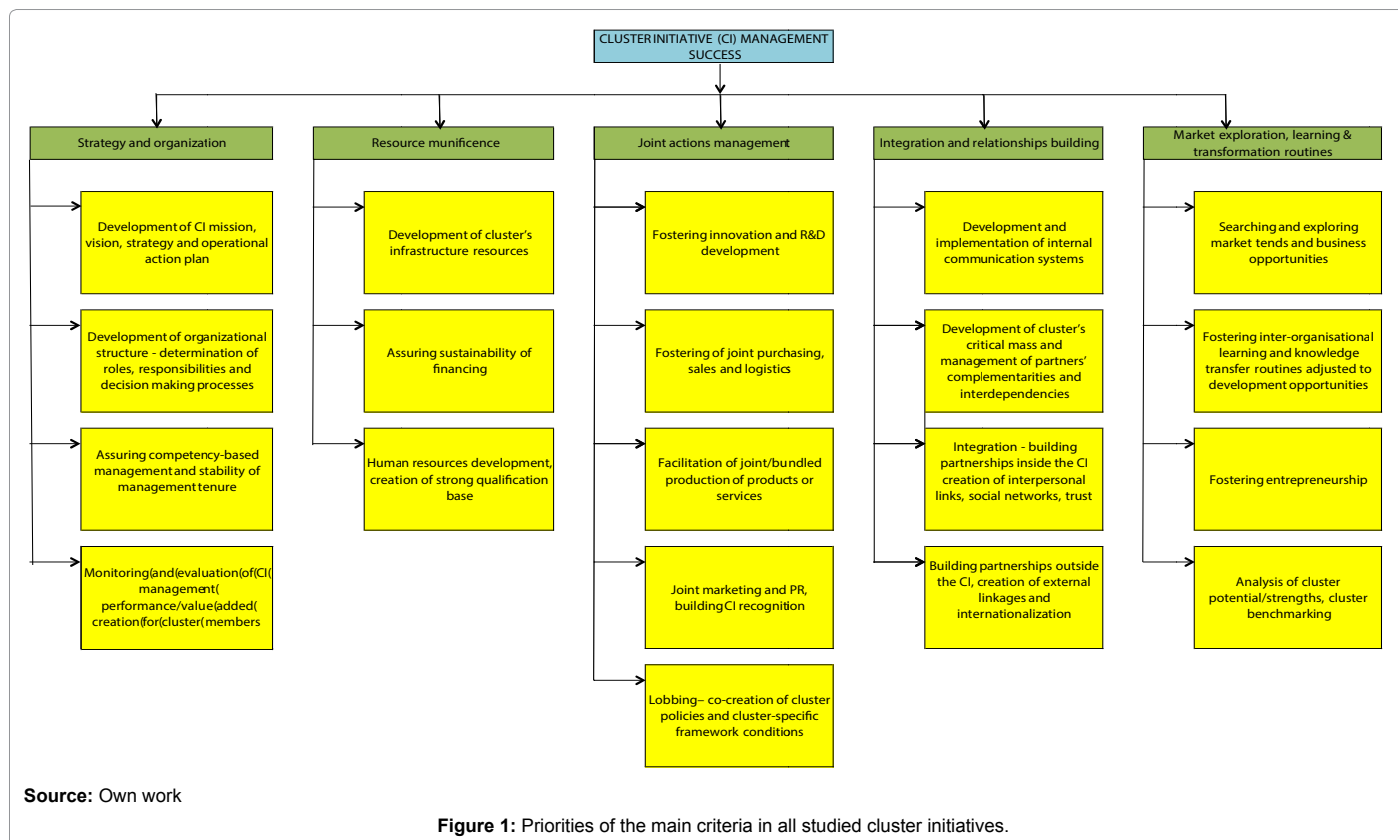 CLUSTER INITIATIVE (CI) MANAGEMENT
SUCCESS
Strategy and organization
Development of CI mission,
vision, strategy and operational
action plan
Development of organizational
structure - determination of
roles, responsibilities and
decision making processes
Assuring competency-based
management and stability of
management tenure
Monitoring(and(evaluation(of(CI(
management(
performance/value(added(
creation(for(cluster(members
Resource munificence
Development of cluster's
infrastructure resources
Assuring sustainability of
financing
Human resources development,
creation of strong qualification
base
Joint actions management
Fostering innovation and R&D
development
Fostering of joint purchasing,
sales and logistics
Facilitation of joint/bundled
production of products or
services
Joint marketing and PR,
building CI recognition
Lobbing– co-creation of cluster
policies and cluster-specific
framework conditions
Integration and relationships building
Development and
implementation of internal
communication systems
Development of cluster's
critical mass and
management of partners'
complementarities and
interdependencies
Integration - building
partnerships inside the CI
creation of interpersonal
links, social networks, trust
Building partnerships outside
the CI, creation of external
linkages and
internationalization
Market exploration, learning &
transformation routines
Searching and exploring
market tends and business
opportunities
Fostering inter-organisational
learning and knowledge
transfer routines adjusted to
development opportunities
Fostering entrepreneurship
Analysis of cluster
potential/strengths, cluster
benchmarking
Source: Own work
Figure 1: Priorities of the main criteria in all studied cluster initiatives.